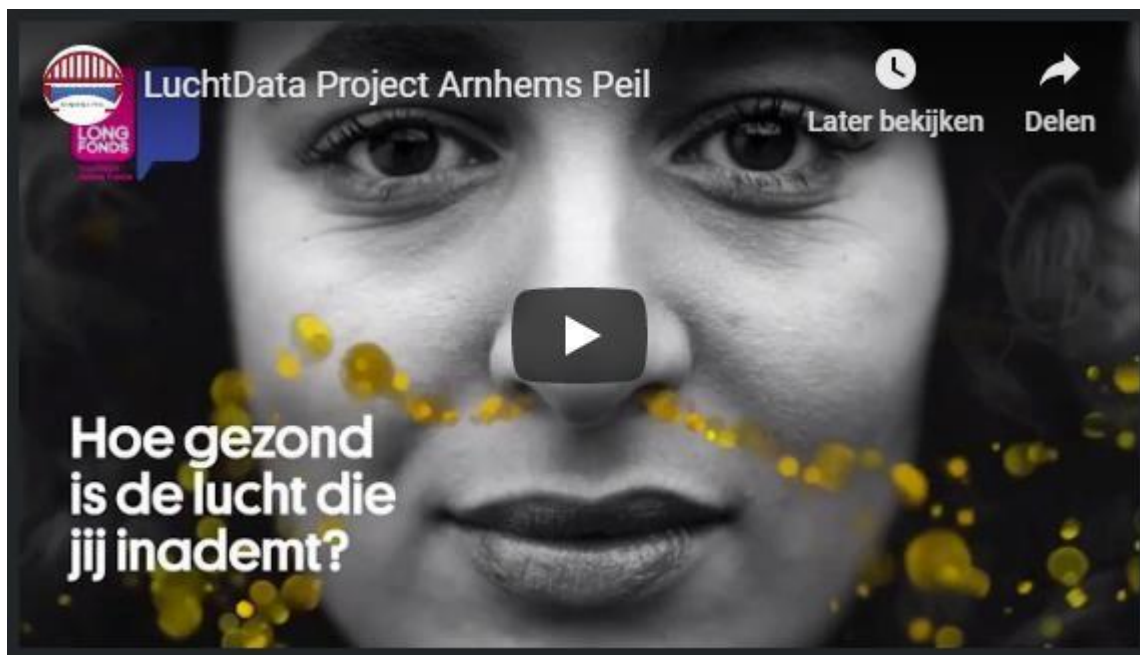 LuchtData Project Arnhems Peil
Later bekijken
Delen
LONG
FONDS
Hoe gezond
is de lucht die
jij inademt?